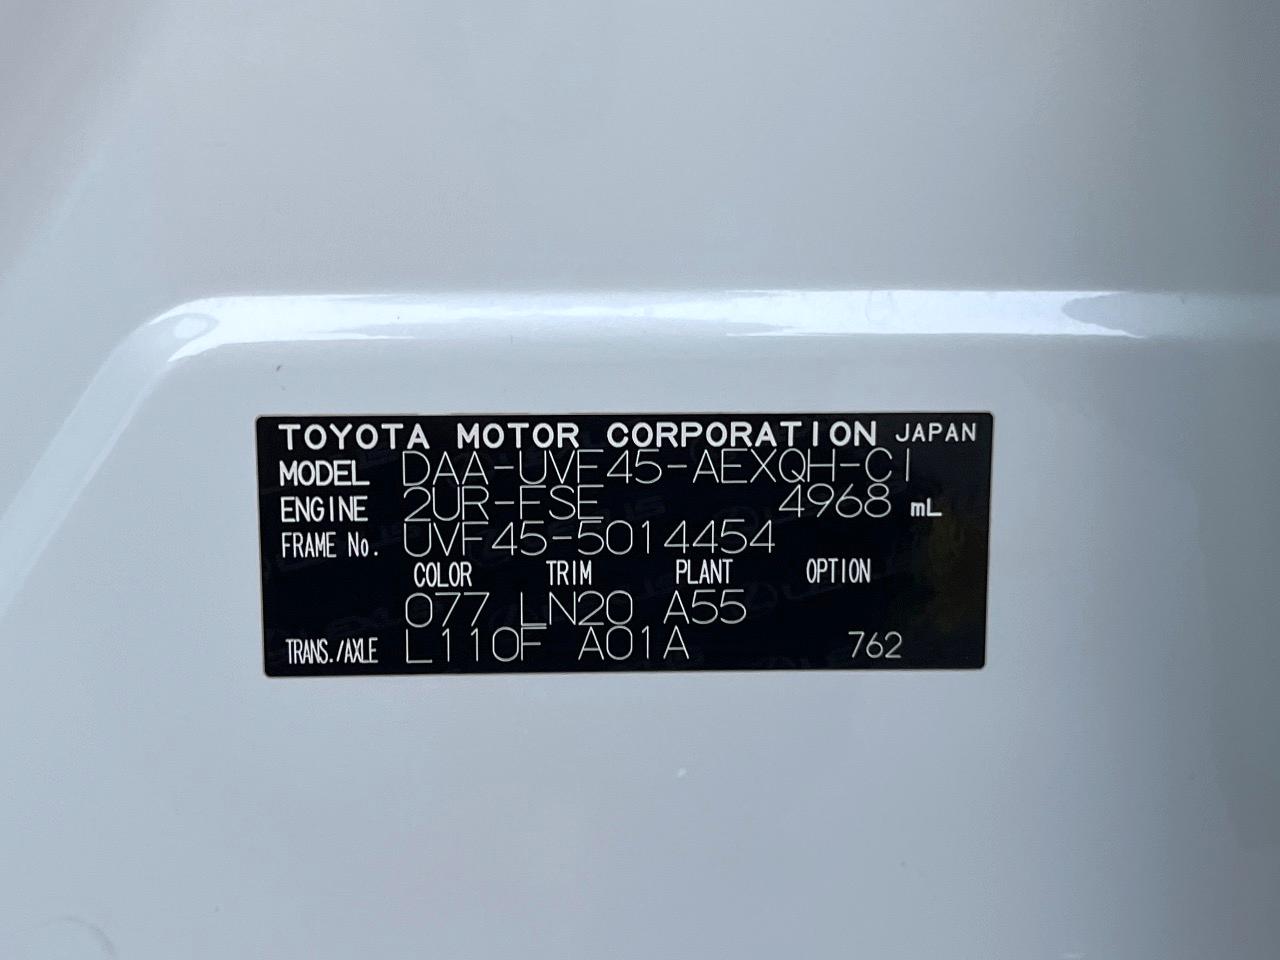 TOYOTA MOTOR CORPORATION JAPAN
MODEL DAA-UVF45-AEXQH-CI
ENGINE 2UR-FSE 4968 mL
FRAME No. UVF45-5014454
COLOR TRIM PLANT OPTION
077 LN20 A55
TRANS./AXLE L110F A01A 762